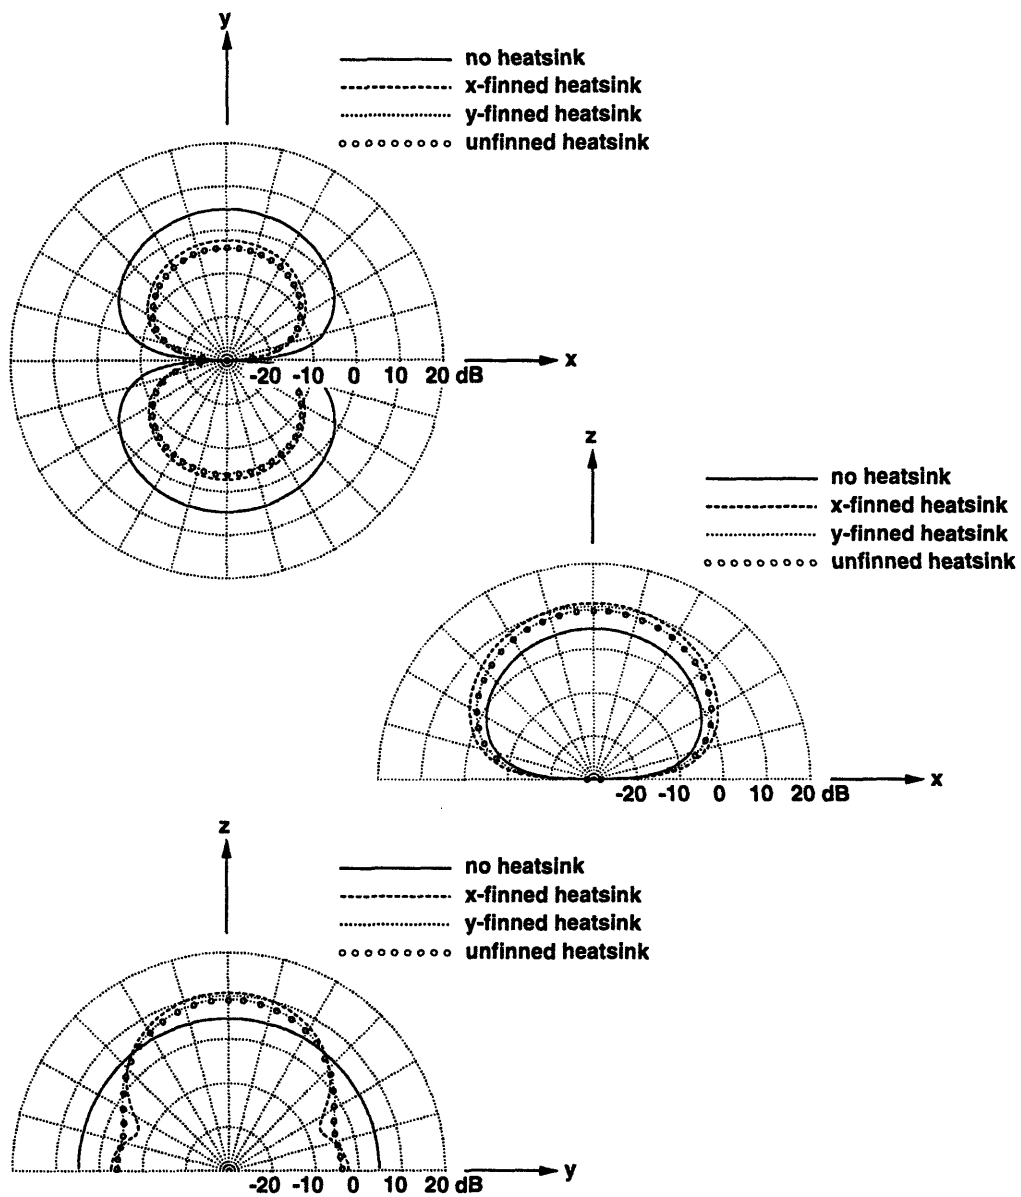 y
no heatsink
x-finned heatsink
y-finned heatsink
unfinned heatsink
x
-20 -10 0 10 20 dB
z
no heatsink
x-finned heatsink
y-finned heatsink
unfinned heatsink
x
-20 -10 0 10 20 dB
z
no heatsink
x-finned heatsink
y-finned heatsink
unfinned heatsink
y
-20 -10 0 10 20 dB